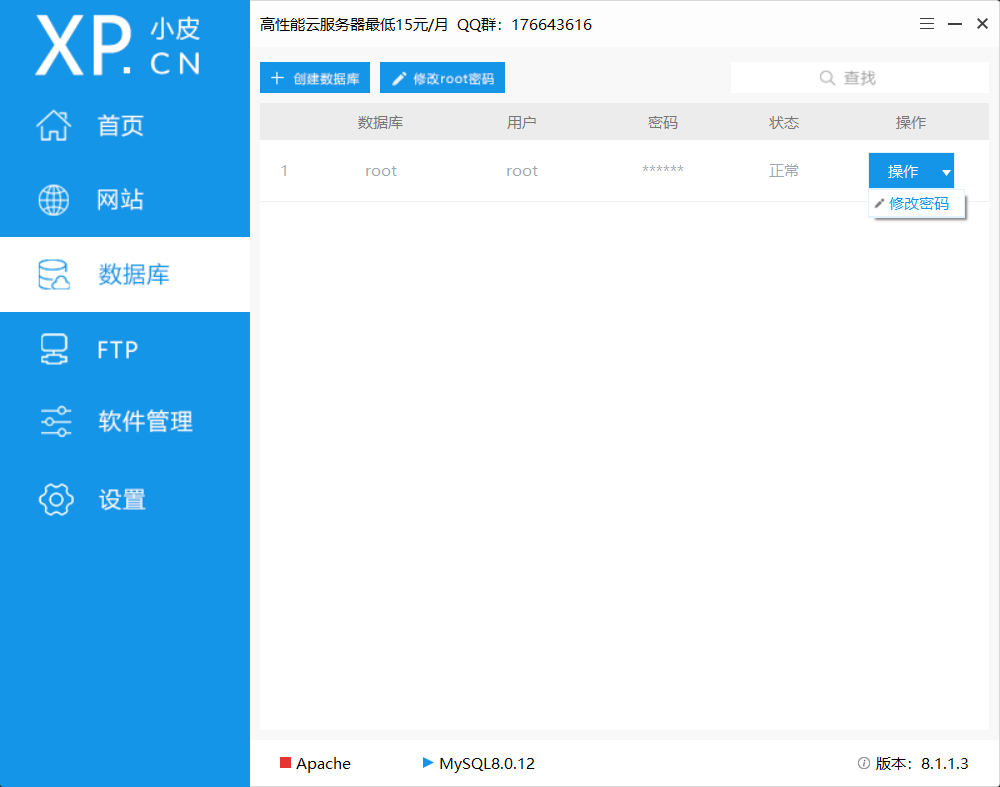 XP.CN 小皮
高性能云服务器最低15元/月 QQ群：176643616
首页
网站
数据库
FTP
软件管理
设置
创建数据库 修改root密码 查找
数据库 用户 密码 状态 操作
1 root root ****** 正常 操作
修改密码
Apache MySQL8.0.12 版本：8.1.1.3